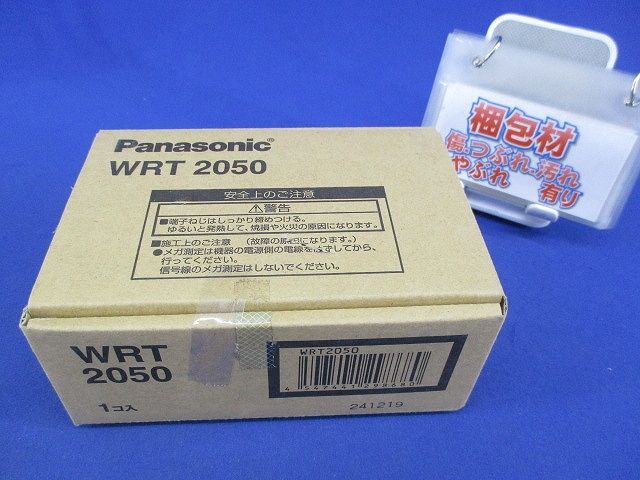 Panasonic®
WRT 2050
安全上のご注意
⚠警告
■端子ねじはしっかり締めつける。
ゆるいと発熱して、焼損や火災の原因になります。
■施工上のご注意 (故障の原因になります。)
●メガ測定は機器の電源側の電線をはずしてから、
行ってください。
信号線のメガ測定はしないでください。
WRT
2050
1コ入
WRT2050
4 547441 298680
241219
梱包材
傷・つぶれ・汚れ
やぶれ 有り